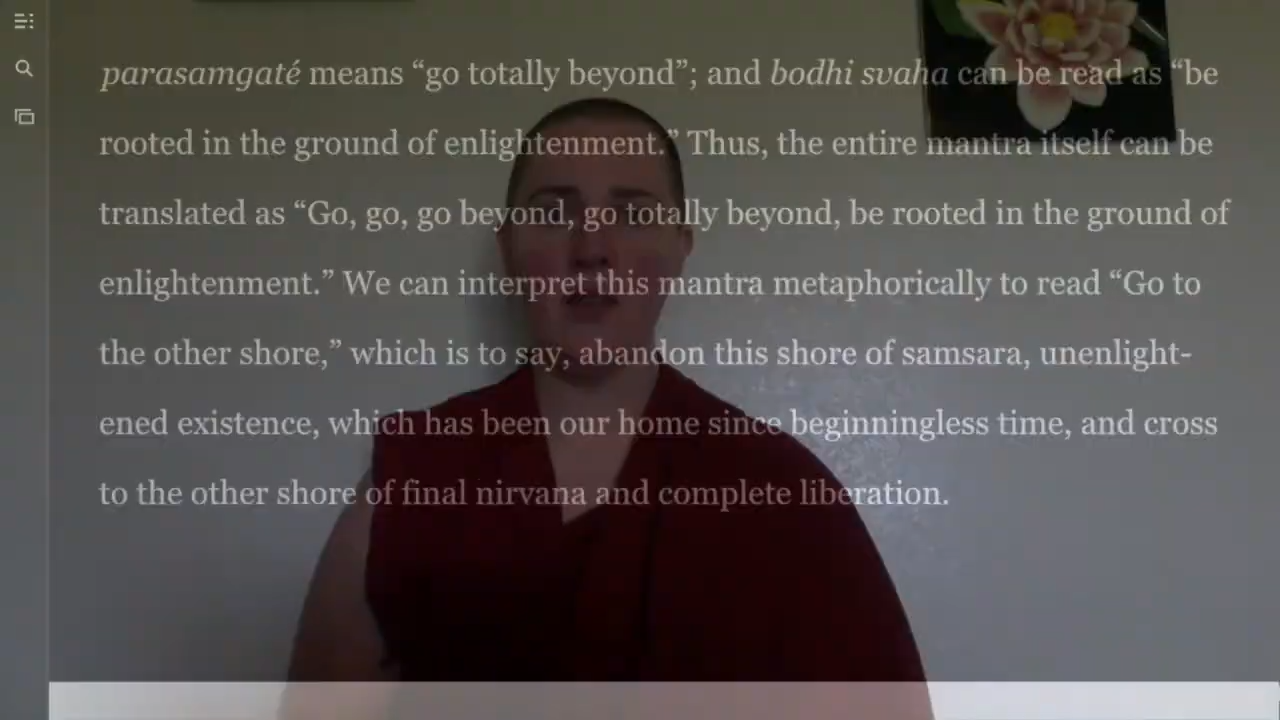 parasamgaté means “go totally beyond”; and bodhi svaha can be read as “be
rooted in the ground of enlightenment.” Thus, the entire mantra itself can be
translated as “Go, go, go beyond, go totally beyond, be rooted in the ground of
enlightenment.” We can interpret this mantra metaphorically to read “Go to
the other shore,” which is to say, abandon this shore of samsara, unenlight-
ened existence, which has been our home since beginningless time, and cross
to the other shore of final nirvana and complete liberation.